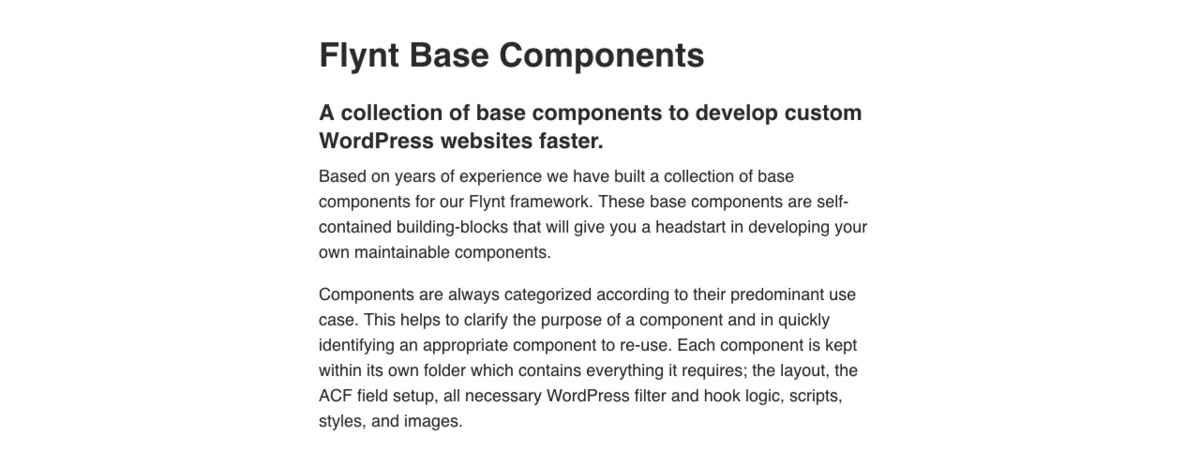 Flynt Base Components
A collection of base components to develop custom
WordPress websites faster.
Based on years of experience we have built a collection of base
components for our Flynt framework. These base components are self-
contained building-blocks that will give you a headstart in developing your
own maintainable components.
Components are always categorized according to their predominant use
case. This helps to clarify the purpose of a component and in quickly
identifying an appropriate component to re-use. Each component is kept
within its own folder which contains everything it requires; the layout, the
ACF field setup, all necessary WordPress filter and hook logic, scripts,
styles, and images.